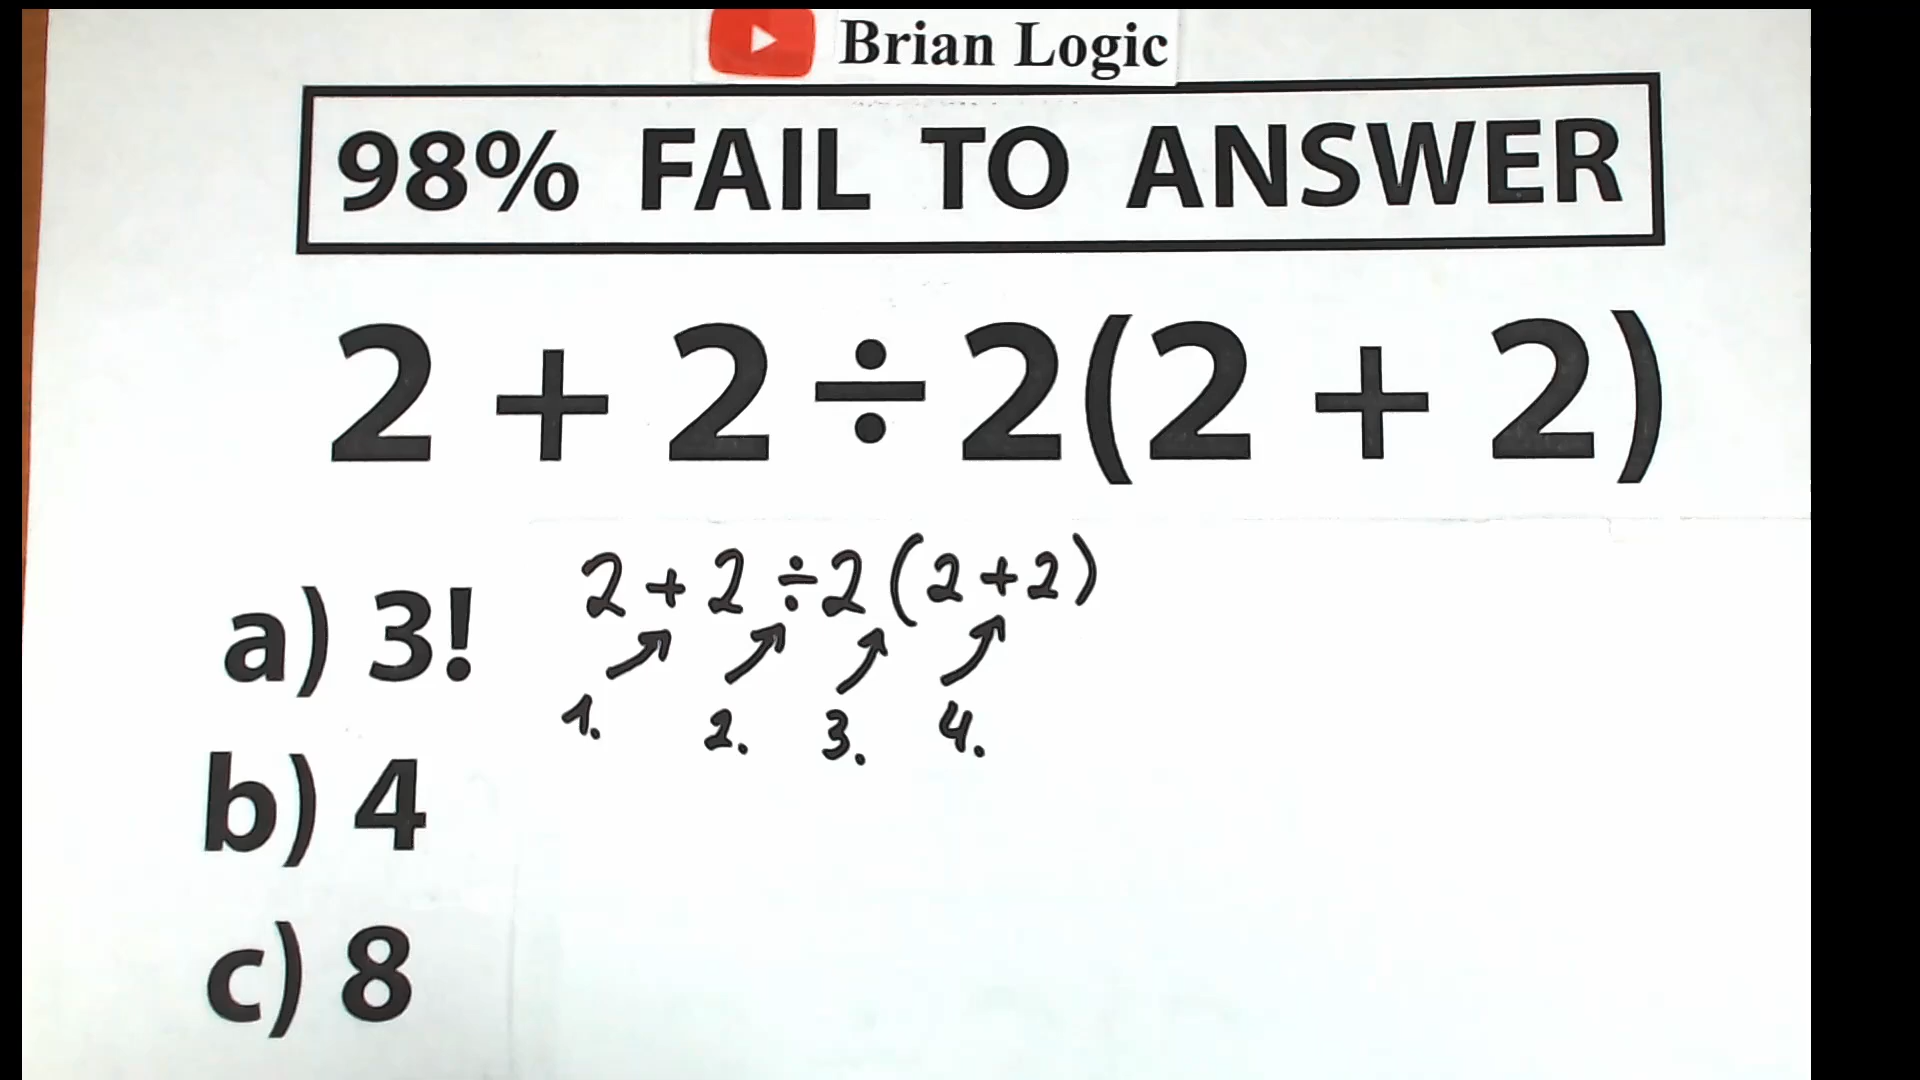 Brian Logic
98% FAIL TO ANSWER
2 + 2 ÷ 2(2 + 2)
2 + 2 ÷ 2 (2 + 2)
a) 3!
1. 2. 3. 4.
b) 4
c) 8